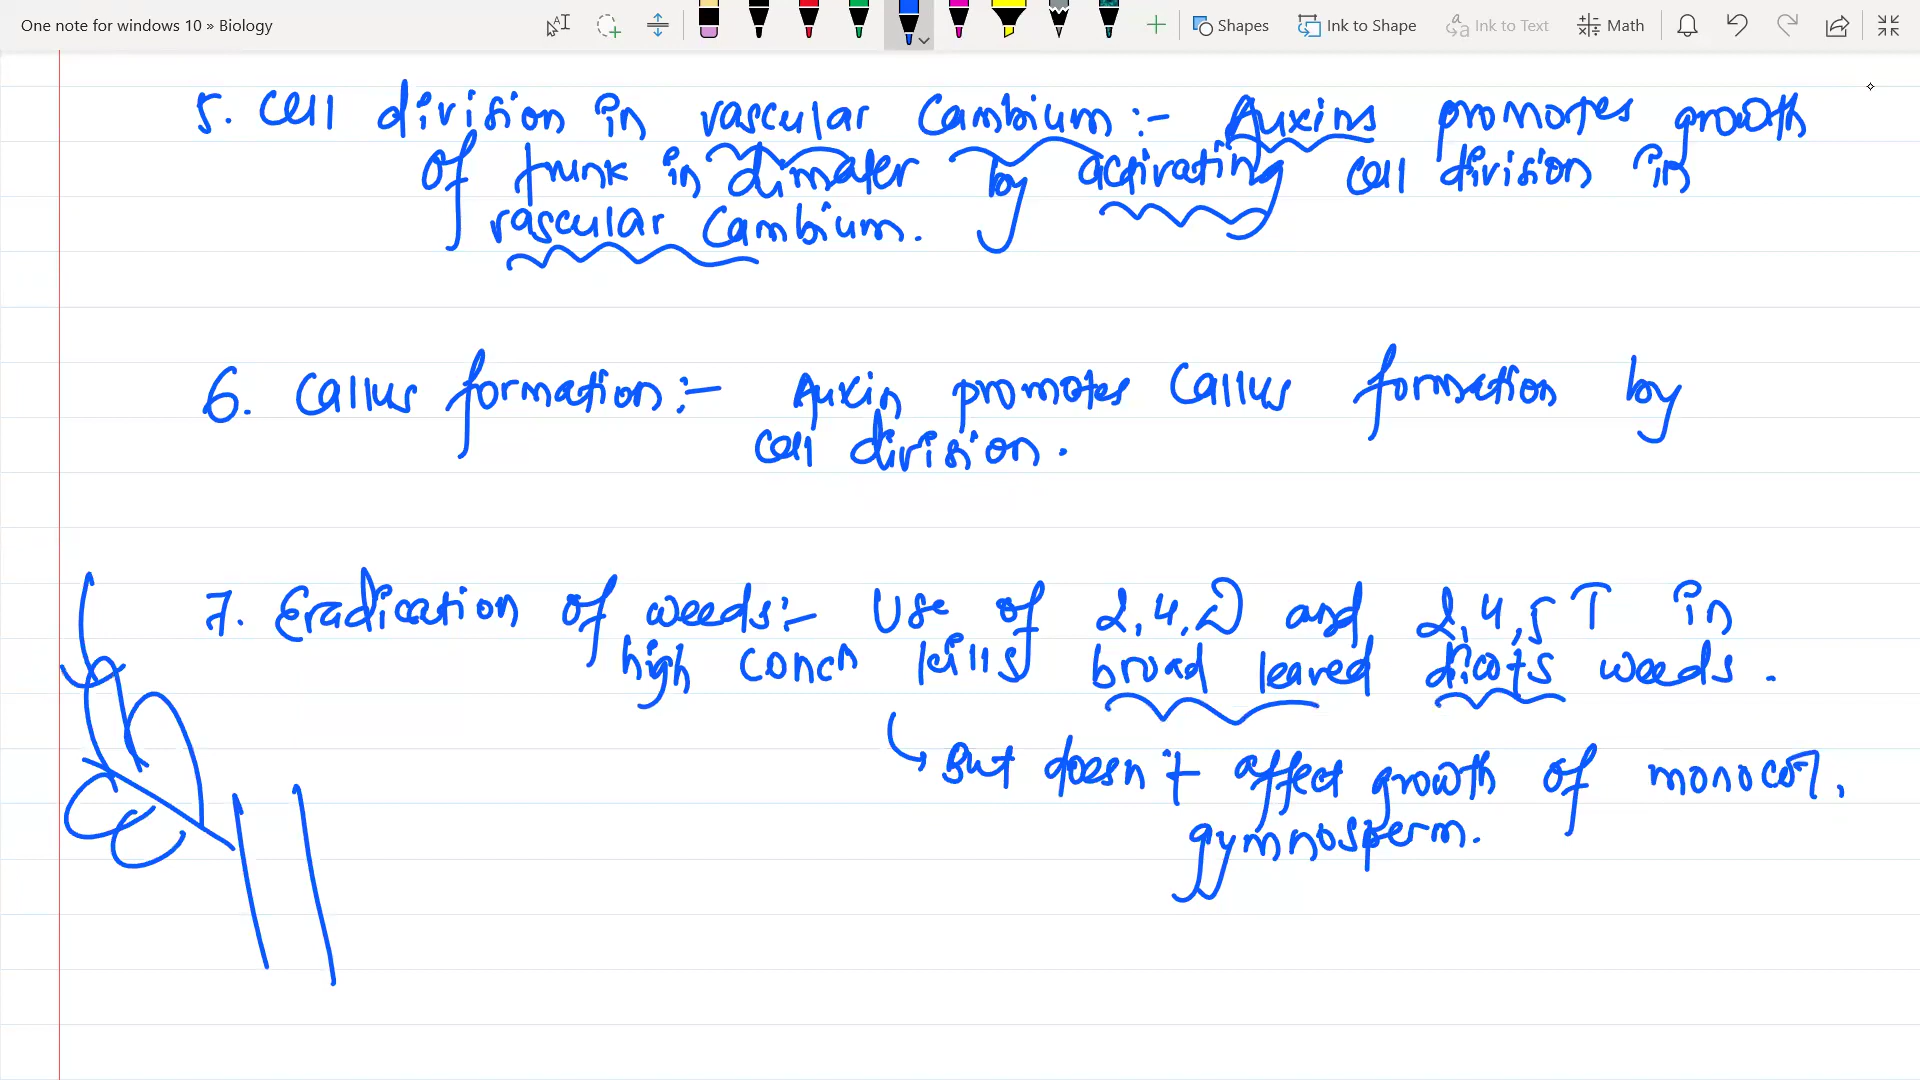 One note for windows 10 » Biology
Shapes Ink to Shape Ink to Text Math
5. Cell division in vascular Cambium:- Auxins promotes growth
of trunk in dimater by activating cell division in
vascular Cambium.
6. Callus formation:- Auxin promotes Callus formation by
cell division.
7. Eradication of weeds:- Use of 2,4,D and 2,4,5 T in
high concn kills broad leaved dicots weeds.
But doesn't affect growth of monocot,
gymnosperm.